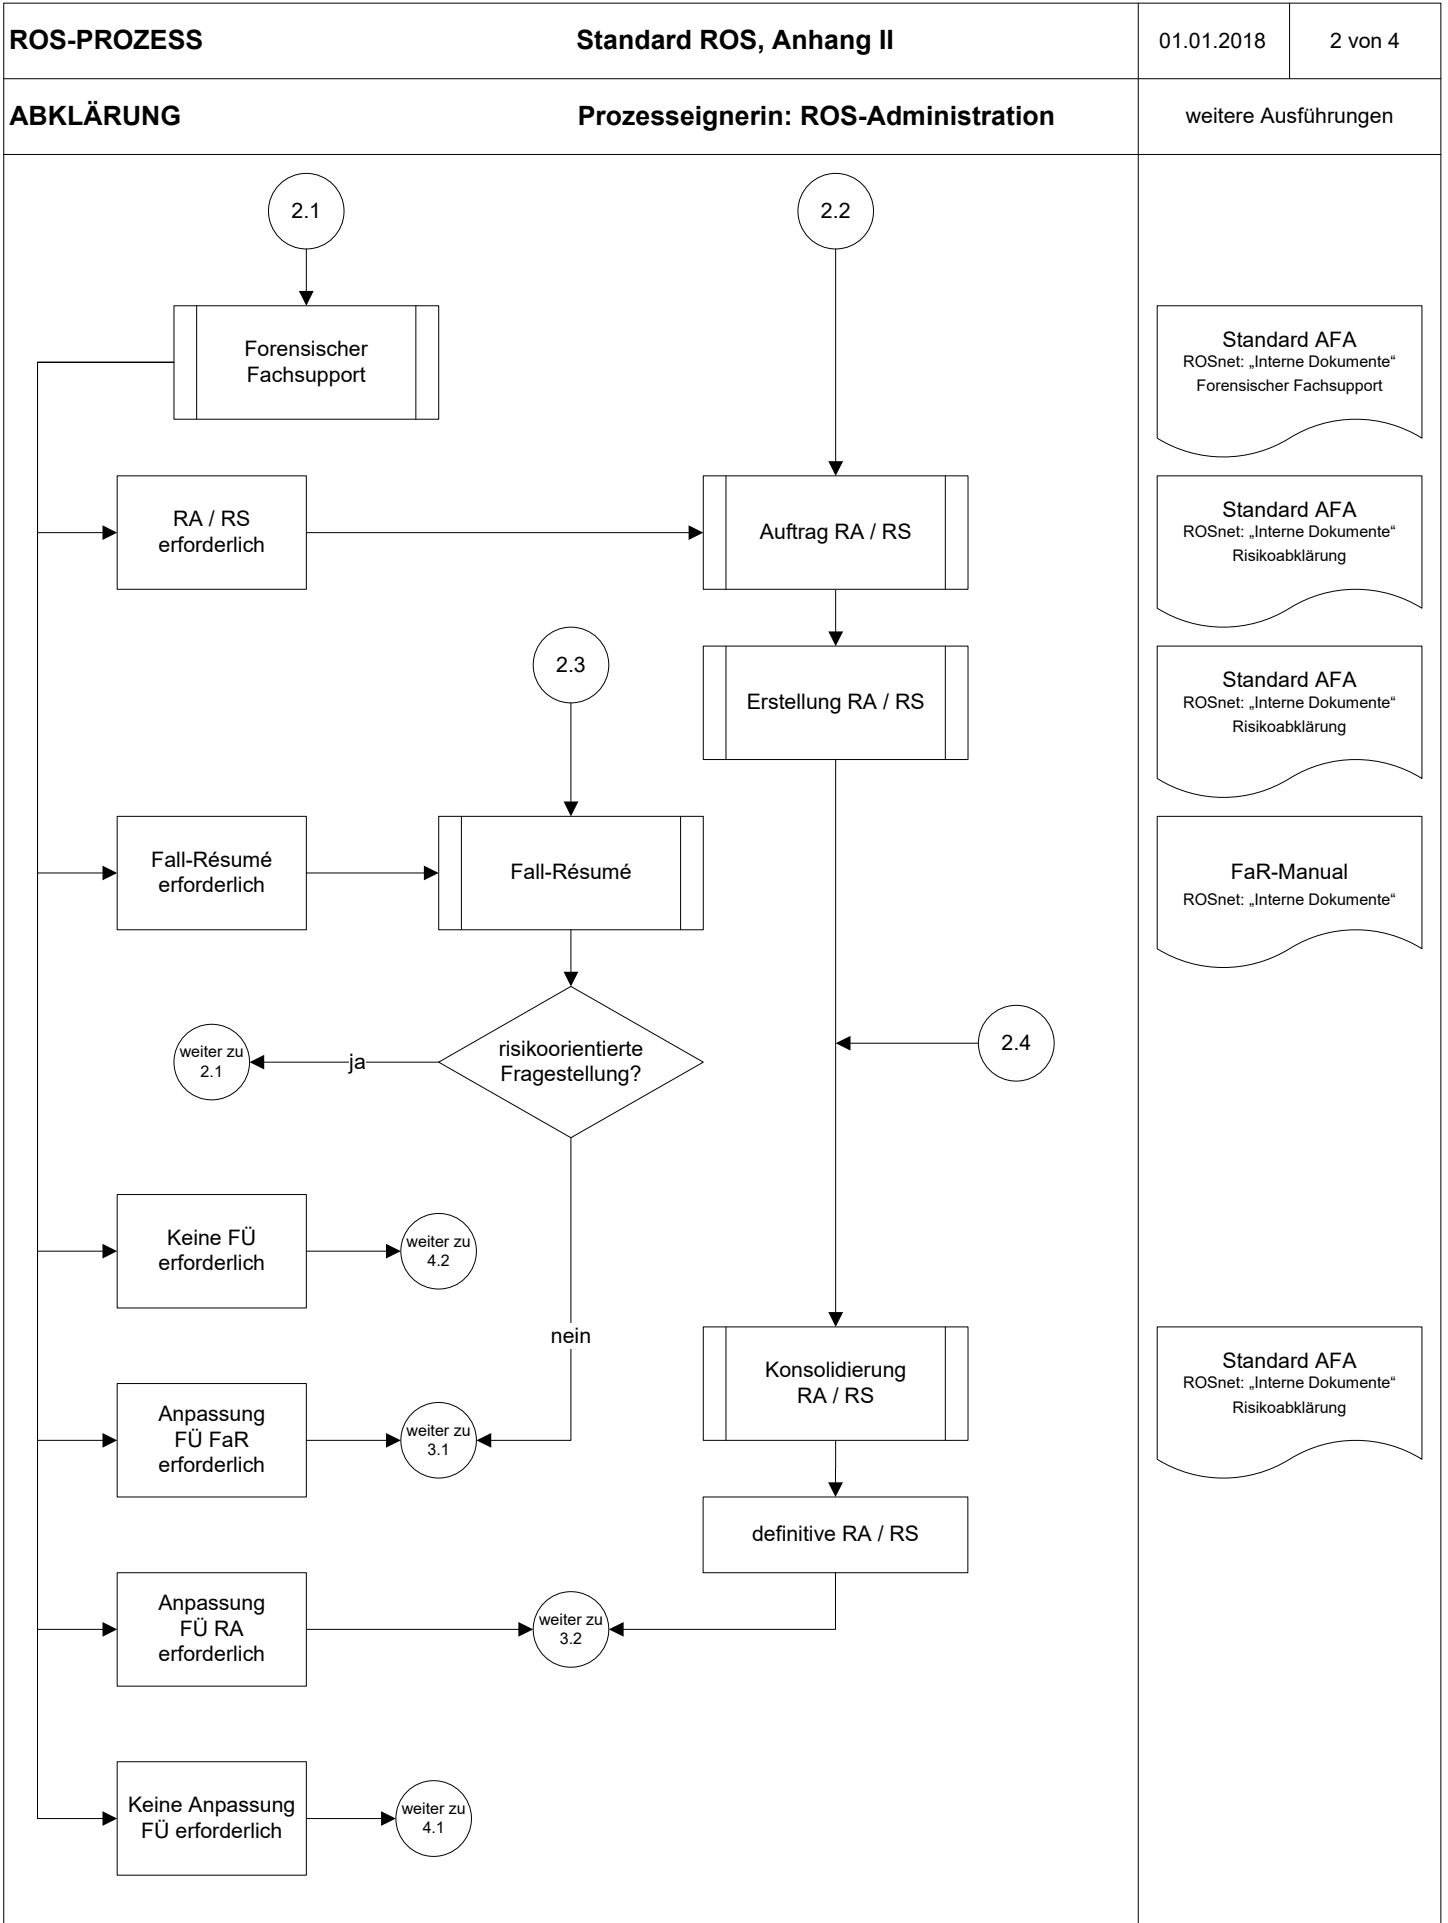 ROS-PROZESS
Standard ROS, Anhang II
01.01.2018
2 von 4
ABKLÄRUNG
Prozesseignerin: ROS-Administration
weitere Ausführungen
2.1
2.2
Forensischer
Fachsupport
Standard AFA
ROSnet: „Interne Dokumente“
Forensischer Fachsupport
RA / RS
erforderlich
Auftrag RA / RS
Standard AFA
ROSnet: „Interne Dokumente“
Risikoabklärung
2.3
Erstellung RA / RS
Standard AFA
ROSnet: „Interne Dokumente“
Risikoabklärung
Fall-Résumé
erforderlich
Fall-Résumé
FaR-Manual
ROSnet: „Interne Dokumente“
weiter zu
2.1
ja
risikoorientierte
Fragestellung?
2.4
Keine FÜ
erforderlich
weiter zu
4.2
nein
Konsolidierung
RA / RS
Standard AFA
ROSnet: „Interne Dokumente“
Risikoabklärung
Anpassung
FÜ FaR
erforderlich
weiter zu
3.1
definitive RA / RS
Anpassung
FÜ RA
erforderlich
weiter zu
3.2
Keine Anpassung
FÜ erforderlich
weiter zu
4.1